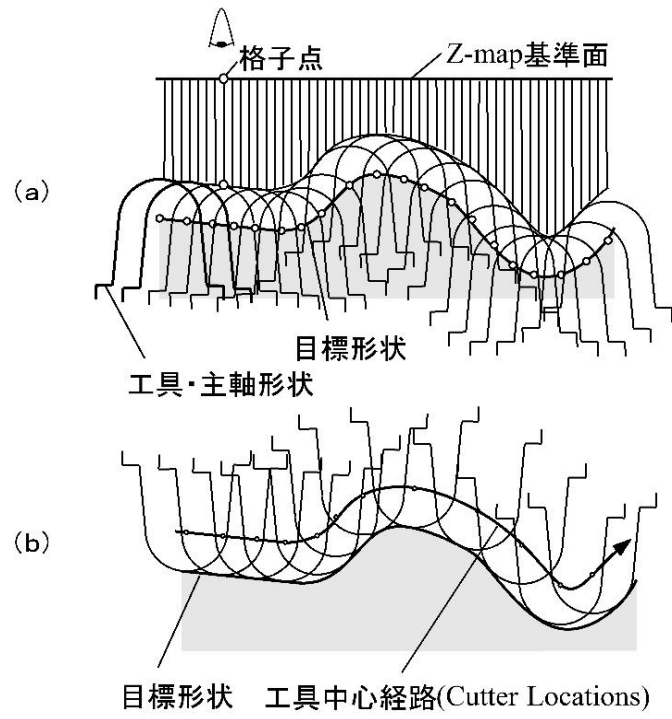 格子点
Z-map基準面
(a)
目標形状
工具・主軸形状
(b)
目標形状
工具中心経路(Cutter Locations)